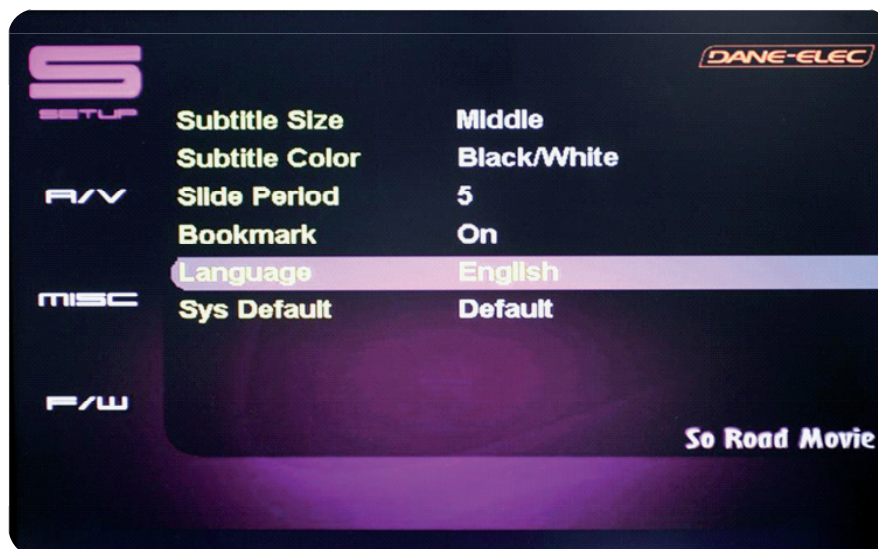 S
SETUP
DANE-ELEC
Subtitle Size Middle
Subtitle Color Black/White
A/V
Slide Period 5
Bookmark On
Language English
MISC
Sys Default Default
F/W
So Road Movie